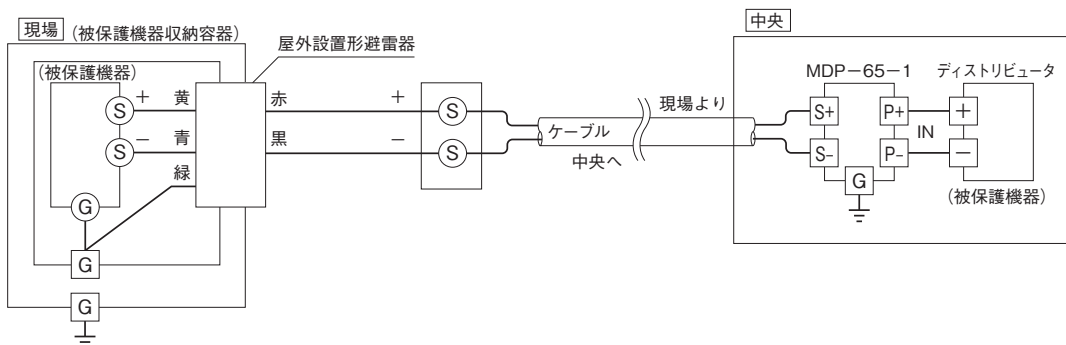 現場 (被保護機器収納容器)
屋外設置形避雷器
(被保護機器)
S + 黄 赤 + S
S − 青 黒 − S
緑
G
G
G
ケーブル
中央へ
現場より
中央
MDP−65−1 ディストリビュータ
S+ P+ IN +
S− P− −
G
(被保護機器)